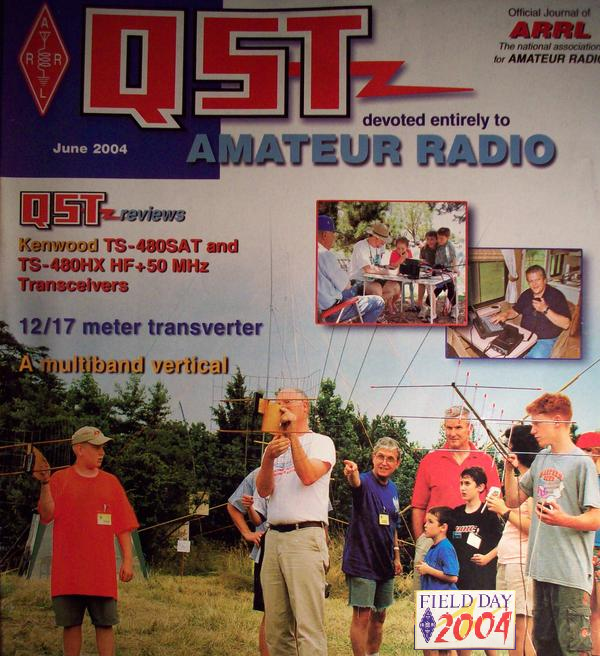 A
R R
L
QST
Official Journal of
ARRL
The national association
for AMATEUR RADIO
devoted entirely to
AMATEUR RADIO
June 2004
QST reviews
Kenwood TS-480SAT and
TS-480HX HF+50 MHz
Transceivers
12/17 meter transverter
A multiband vertical
FIELD DAY
2004